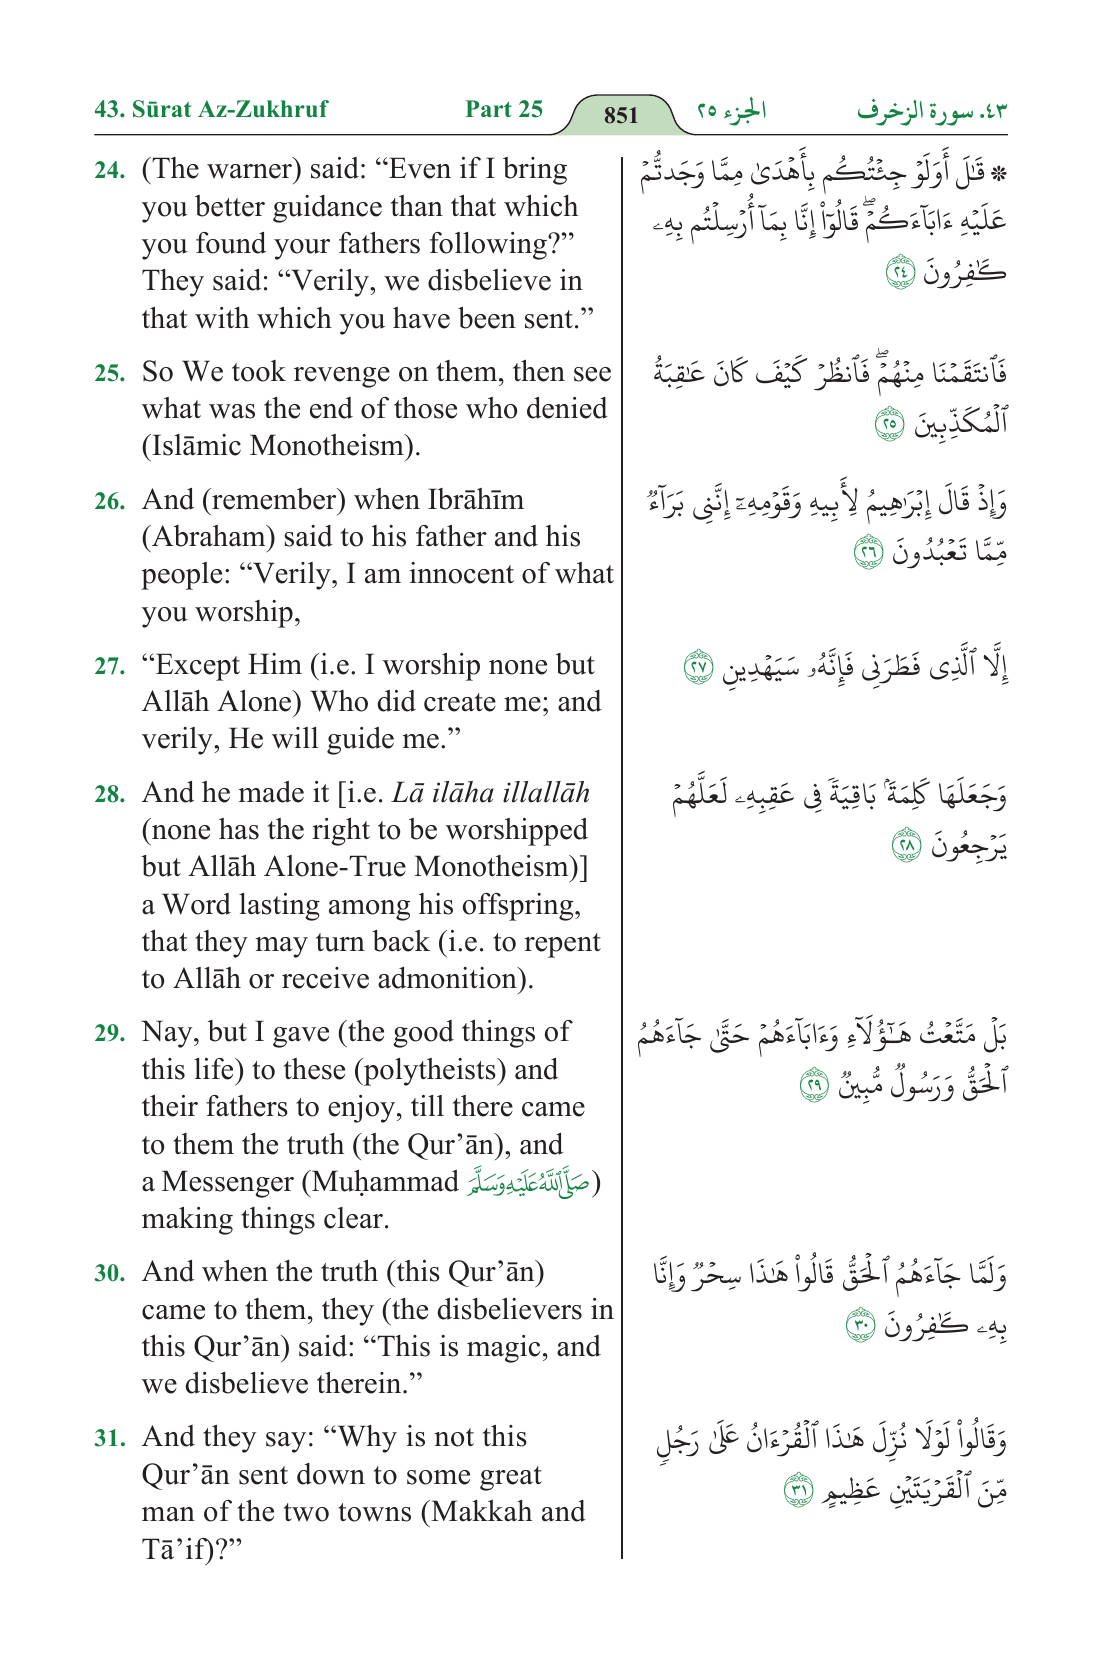 43. Sūrat Az-Zukhruf Part 25 851 الجزء ٢٥ ٤٣. سورة الزخرف
24. (The warner) said: “Even if I bring
you better guidance than that which
you found your fathers following?”
They said: “Verily, we disbelieve in
that with which you have been sent.”
25. So We took revenge on them, then see
what was the end of those who denied
(Islāmic Monotheism).
26. And (remember) when Ibrāhīm
(Abraham) said to his father and his
people: “Verily, I am innocent of what
you worship,
27. “Except Him (i.e. I worship none but
Allāh Alone) Who did create me; and
verily, He will guide me.”
28. And he made it [i.e. Lā ilāha illallāh
(none has the right to be worshipped
but Allāh Alone-True Monotheism)]
a Word lasting among his offspring,
that they may turn back (i.e. to repent
to Allāh or receive admonition).
29. Nay, but I gave (the good things of
this life) to these (polytheists) and
their fathers to enjoy, till there came
to them the truth (the Qur’ān), and
a Messenger (Muḥammad صَلَّى اللَّهُ عَلَيْهِ وَسَلَّمَ)
making things clear.
30. And when the truth (this Qur’ān)
came to them, they (the disbelievers in
this Qur’ān) said: “This is magic, and
we disbelieve therein.”
31. And they say: “Why is not this
Qur’ān sent down to some great
man of the two towns (Makkah and
Tā’if)?”
۞ قَٰلَ أَوَلَوْ جِئْتُكُم بِأَهْدَىٰ مِمَّا وَجَدتُّمْ
عَلَيْهِ ءَابَآءَكُمْۖ قَالُوٓا۟ إِنَّا بِمَآ أُرْسِلْتُم بِهِۦ
كَٰفِرُونَ ٢٤
فَٱنتَقَمْنَا مِنْهُمْۖ فَٱنظُرْ كَيْفَ كَانَ عَٰقِبَةُ
ٱلْمُكَذِّبِينَ ٢٥
وَإِذْ قَالَ إِبْرَٰهِيمُ لِأَبِيهِ وَقَوْمِهِۦٓ إِنَّنِى بَرَآءٌ
مِّمَّا تَعْبُدُونَ ٢٦
إِلَّا ٱلَّذِى فَطَرَنِى فَإِنَّهُۥ سَيَهْدِينِ ٢٧
وَجَعَلَهَا كَلِمَةًۢ بَاقِيَةً فِى عَقِبِهِۦ لَعَلَّهُمْ
يَرْجِعُونَ ٢٨
بَلْ مَتَّعْتُ هَٰٓؤُلَآءِ وَءَابَآءَهُمْ حَتَّىٰ جَآءَهُمُ
ٱلْحَقُّ وَرَسُولٌ مُّبِينٌ ٢٩
وَلَمَّا جَآءَهُمُ ٱلْحَقُّ قَالُوا۟ هَٰذَا سِحْرٌ وَإِنَّا
بِهِۦ كَٰفِرُونَ ٣٠
وَقَالُوا۟ لَوْلَا نُزِّلَ هَٰذَا ٱلْقُرْءَانُ عَلَىٰ رَجُلٍ
مِّنَ ٱلْقَرْيَتَيْنِ عَظِيمٍ ٣١